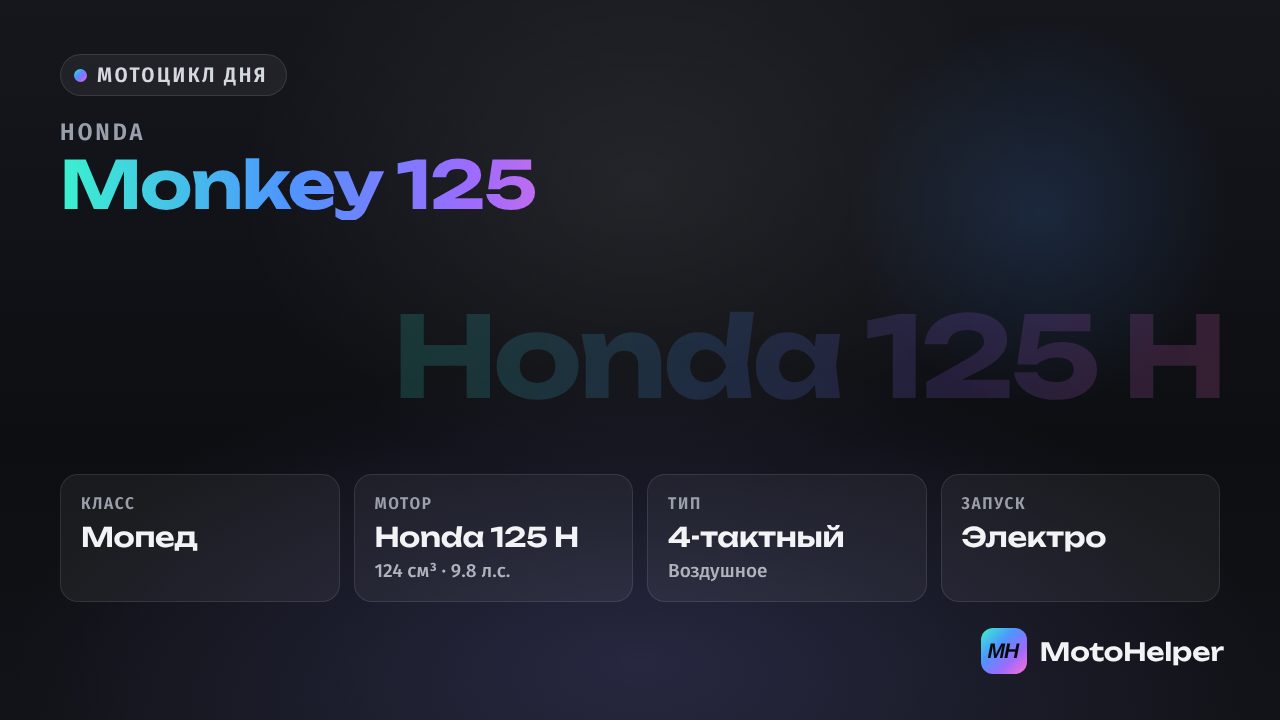 МОТОЦИКЛ ДНЯ
HONDA
Monkey 125
Honda 125 H
КЛАСС
Мопед
МОТОР
Honda 125 H
124 см³ · 9.8 л.с.
ТИП
4-тактный
Воздушное
ЗАПУСК
Электро
MH MotoHelper